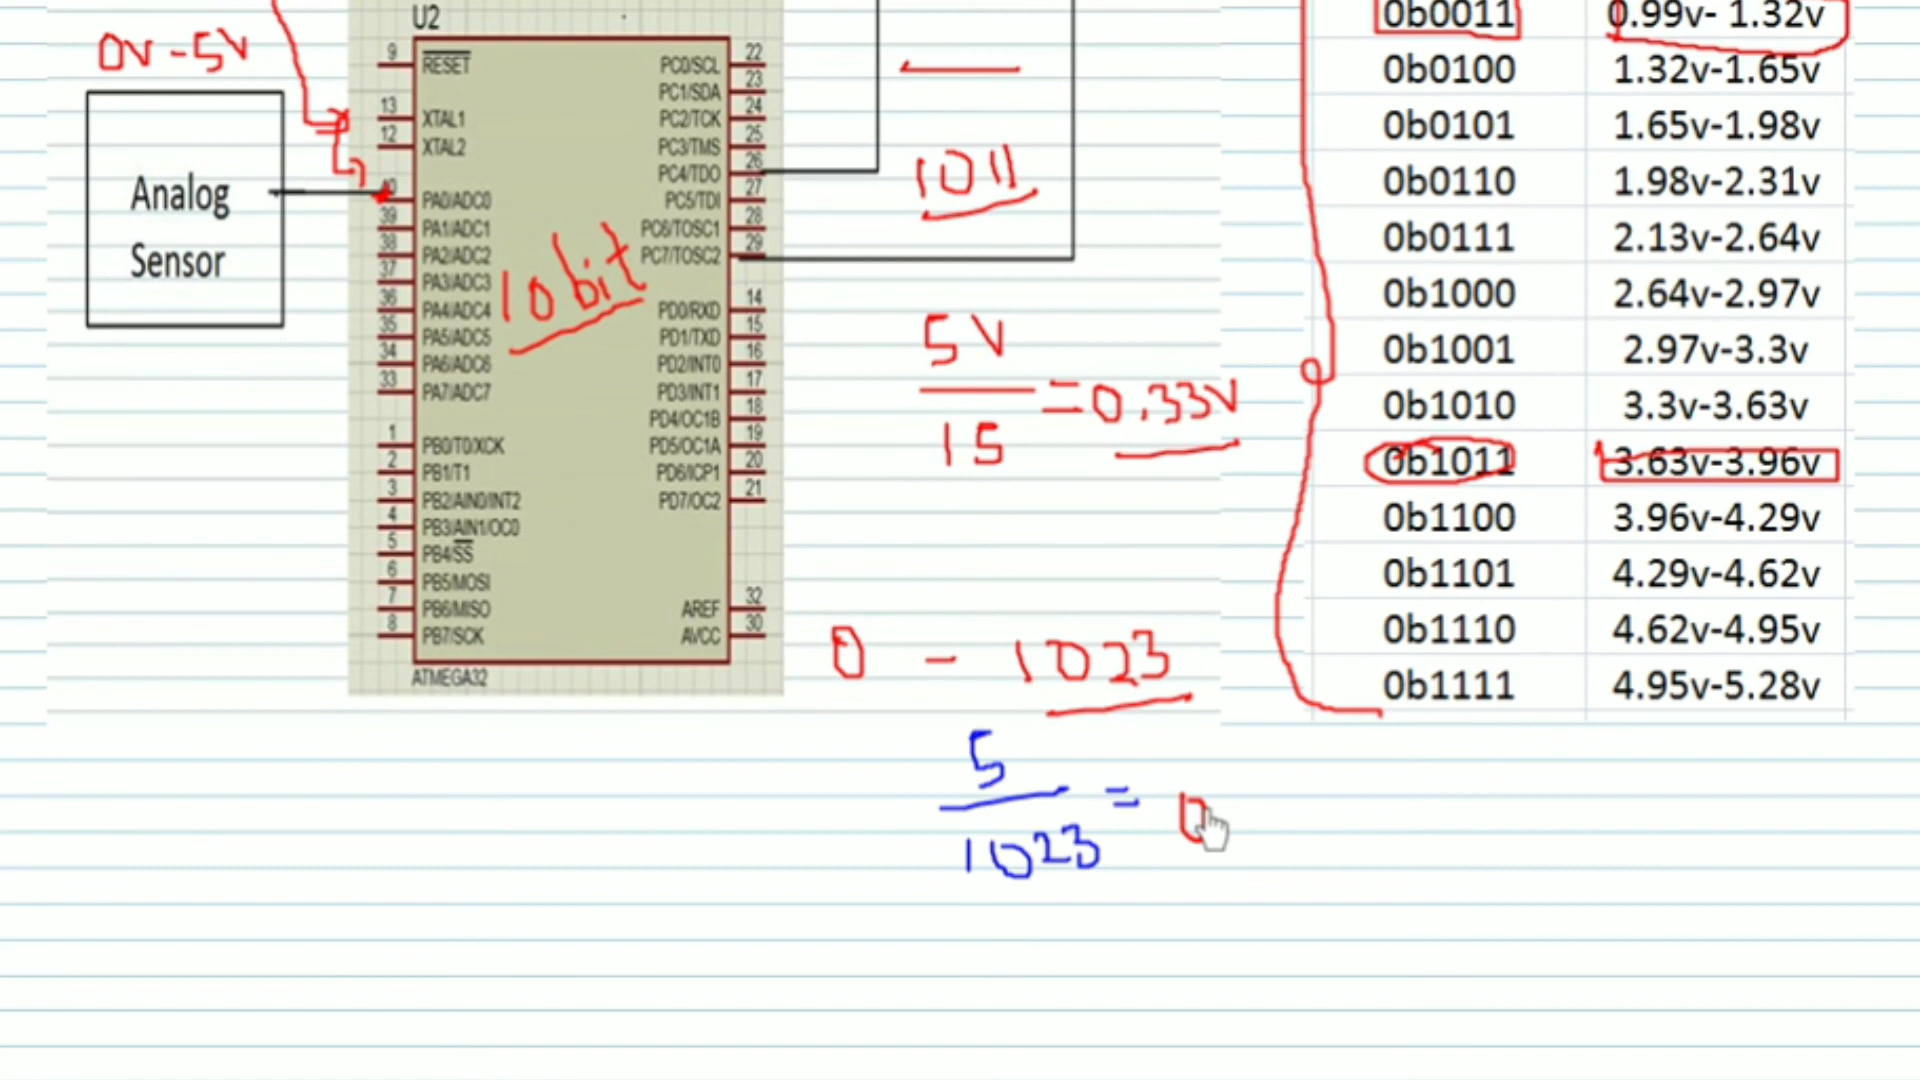 U2
0V - 5V
Analog
Sensor
9 RESET
13 XTAL1
12 XTAL2
40 PA0/ADC0
39 PA1/ADC1
38 PA2/ADC2
37 PA3/ADC3
36 PA4/ADC4
35 PA5/ADC5
34 PA6/ADC6
33 PA7/ADC7
1 PB0/T0/XCK
2 PB1/T1
3 PB2/AIN0/INT2
4 PB3/AIN1/OC0
5 PB4/SS
6 PB5/MOSI
7 PB6/MISO
8 PB7/SCK
PC0/SCL 22
PC1/SDA 23
PC2/TCK 24
PC3/TMS 25
PC4/TDO 26
PC5/TDI 27
PC6/TOSC1 28
PC7/TOSC2 29
PD0/RXD 14
PD1/TXD 15
PD2/INT0 16
PD3/INT1 17
PD4/OC1B 18
PD5/OC1A 19
PD6/ICP1 20
PD7/OC2 21
AREF 32
AVCC 30
ATMEGA32
10 bit
1011
5V
15
=0.33v
0 - 1023
5
1023
= 0
0b0011 0.99v- 1.32v
0b0100 1.32v-1.65v
0b0101 1.65v-1.98v
0b0110 1.98v-2.31v
0b0111 2.13v-2.64v
0b1000 2.64v-2.97v
0b1001 2.97v-3.3v
0b1010 3.3v-3.63v
0b1011 3.63v-3.96v
0b1100 3.96v-4.29v
0b1101 4.29v-4.62v
0b1110 4.62v-4.95v
0b1111 4.95v-5.28v